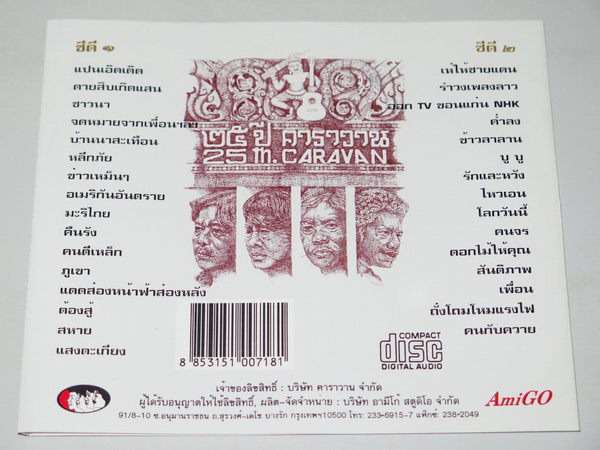 ซีดี ๑
แปนเอิดเติด
ตายสิบเกิดแสน
ชาวนา
จดหมายจากเพื่อนฯลฯ
บ้านนาสะเทือน
หลีกภัย
ข่าวเหม็นๆ
อเมริกันอันตราย
มะริไกย
คืนรัง
คนตีเหล็ก
ภูเขา
แดดส่องหน้าฟ้าส่องหลัง
ต้องสู้
สหาย
แสงตะเกียง
๒๕ ปี คาราวาน
25 th. CARAVAN
ซีดี ๒
เห่ให้ชายแดน
รำวงเพลงลาว
ออก TV ขอนแก่น NHK
ค่ำลง
ข้าวลาลาน
นู นู
รักและหวัง
ไหวเอน
โลกวันนี้
คนจร
ดอกไม้ให้คุณ
สันติภาพ
เพื่อน
ถั่งโถมโหมแรงไฟ
คนกับควาย
8 853151 007181
COMPACT
disc
DIGITAL AUDIO
เจ้าของลิขสิทธิ์ : บริษัท คาราวาน จำกัด
ผู้ได้รับอนุญาตให้ใช้ลิขสิทธิ์, ผลิต-จัดจำหน่าย : บริษัท อามีโก้ สตูดิโอ จำกัด
91/8-10 ซ.อนุมานราชธน ถ.สุรวงศ์-เดโช บางรัก กรุงเทพฯ10500 โทร: 233-6915-7 แฟ็กซ์: 238-2049
AmiGO